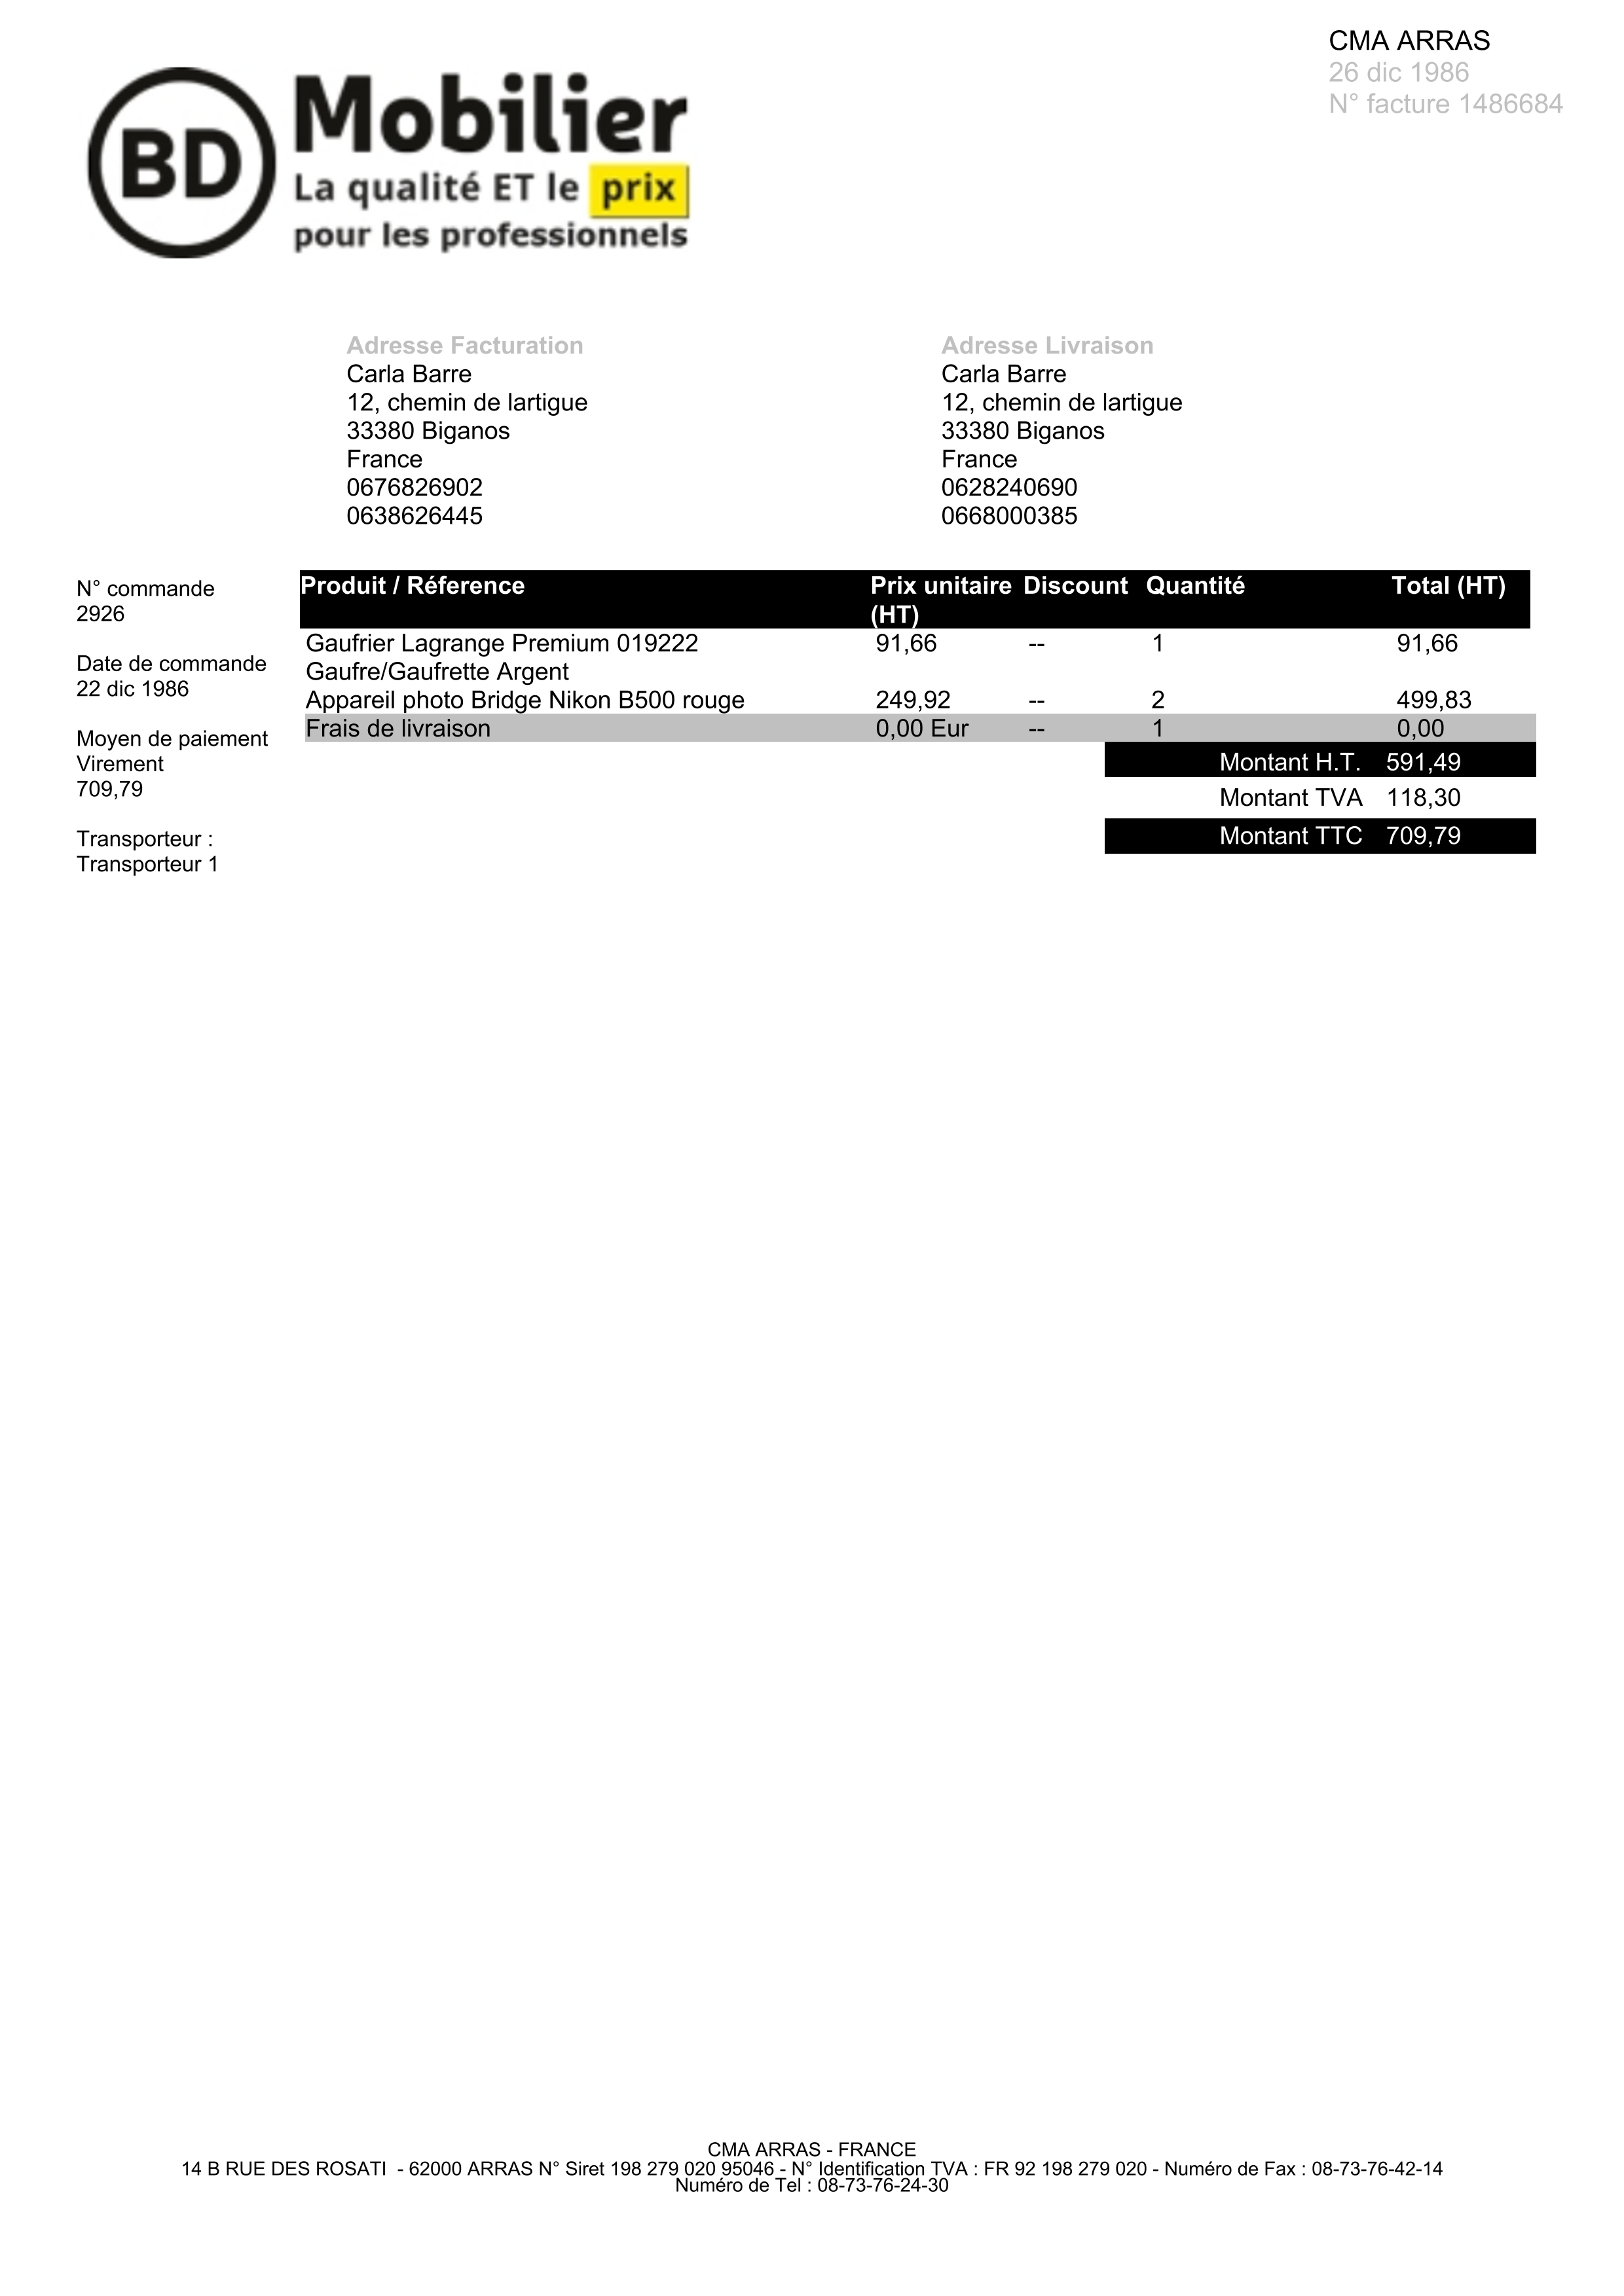 CMA ARRAS
26 dic 1986
N° facture 1486684
BD
Mobilier
La qualité ET le prix
pour les professionnels
Adresse Facturation
Carla Barre
12, chemin de lartigue
33380 Biganos
France
0676826902
0638626445
Adresse Livraison
Carla Barre
12, chemin de lartigue
33380 Biganos
France
0628240690
0668000385
N° commande
2926
Date de commande
22 dic 1986
Moyen de paiement
Virement
709,79
Transporteur :
Transporteur 1
Produit / Réference Prix unitaire Discount Quantité Total (HT)
(HT)
Gaufrier Lagrange Premium 019222 91,66 -- 1 91,66
Gaufre/Gaufrette Argent
Appareil photo Bridge Nikon B500 rouge 249,92 -- 2 499,83
Frais de livraison 0,00 Eur -- 1 0,00
Montant H.T. 591,49
Montant TVA 118,30
Montant TTC 709,79
CMA ARRAS - FRANCE
14 B RUE DES ROSATI - 62000 ARRAS N° Siret 198 279 020 95046 - N° Identification TVA : FR 92 198 279 020 - Numéro de Fax : 08-73-76-42-14
Numéro de Tel : 08-73-76-24-30